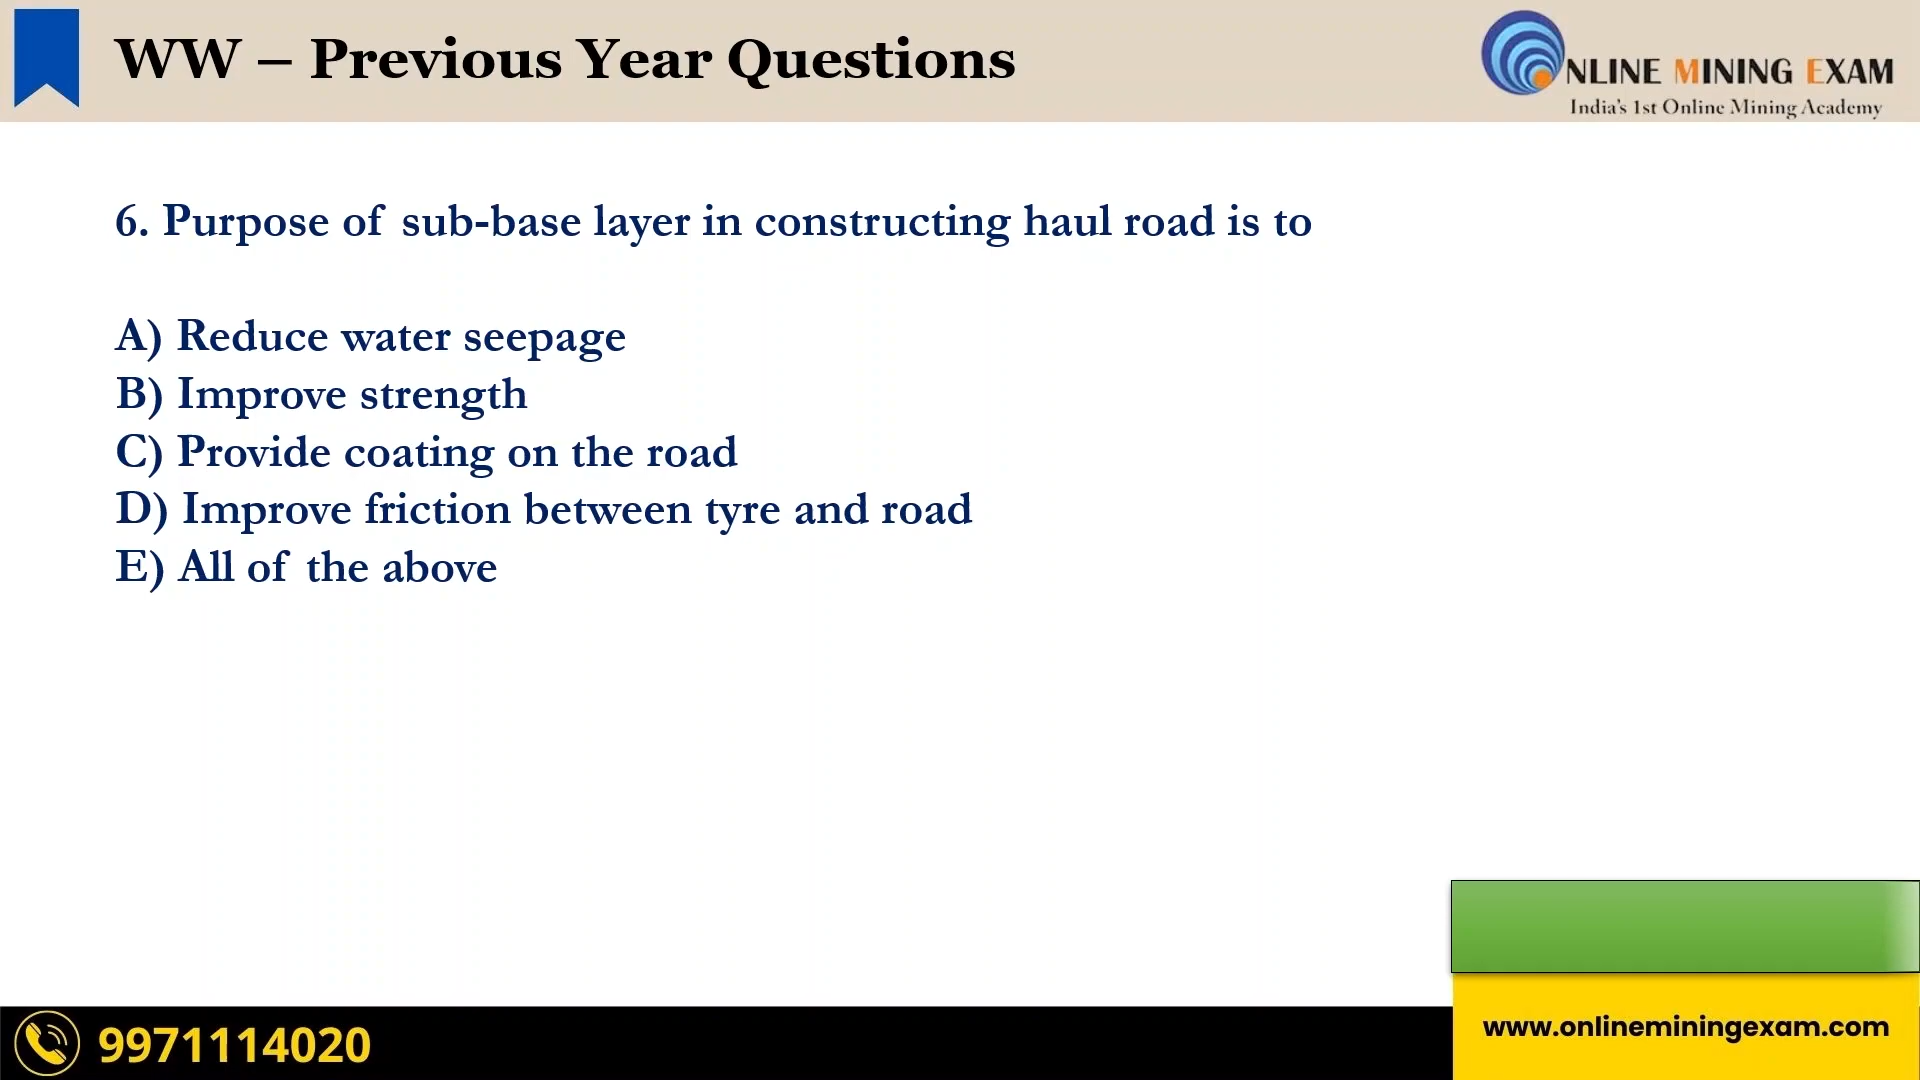 WW – Previous Year Questions
NLINE MINING EXAM
India's 1st Online Mining Academy
6. Purpose of sub-base layer in constructing haul road is to
A) Reduce water seepage
B) Improve strength
C) Provide coating on the road
D) Improve friction between tyre and road
E) All of the above
9971114020
www.onlineminingexam.com